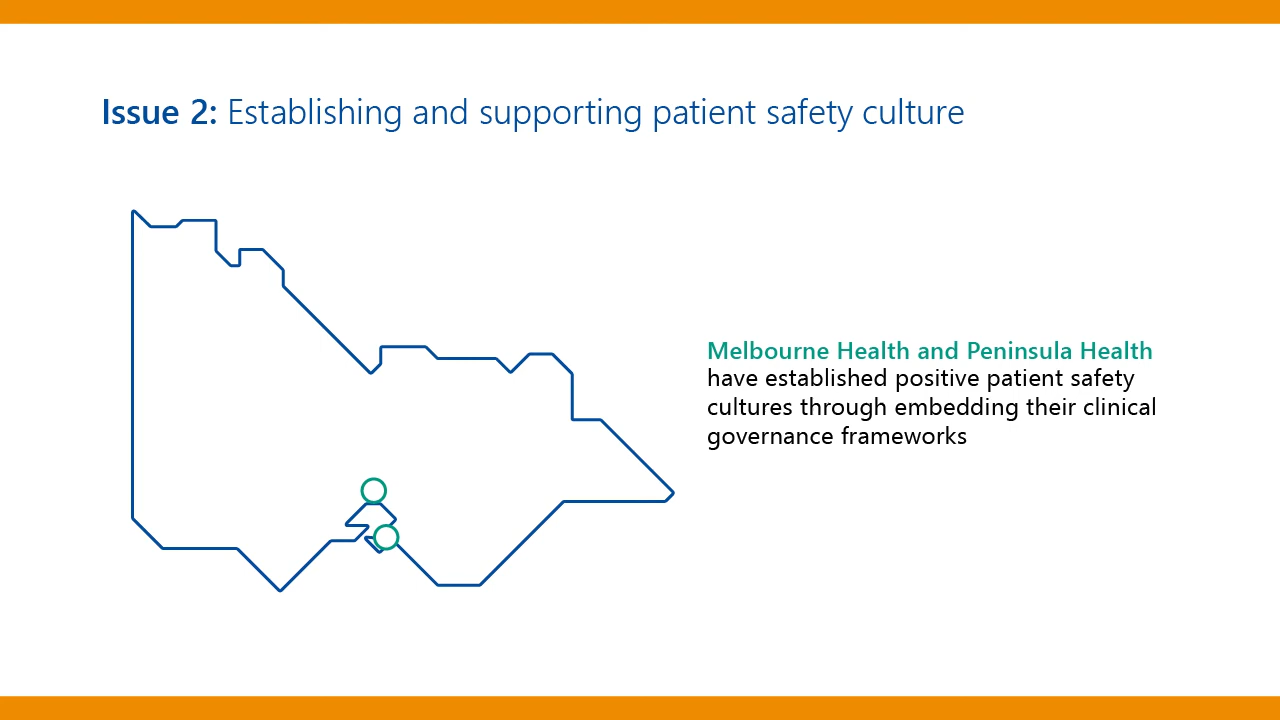 Issue 2: Establishing and supporting patient safety culture
Melbourne Health and Peninsula Health
have established positive patient safety
cultures through embedding their clinical
governance frameworks